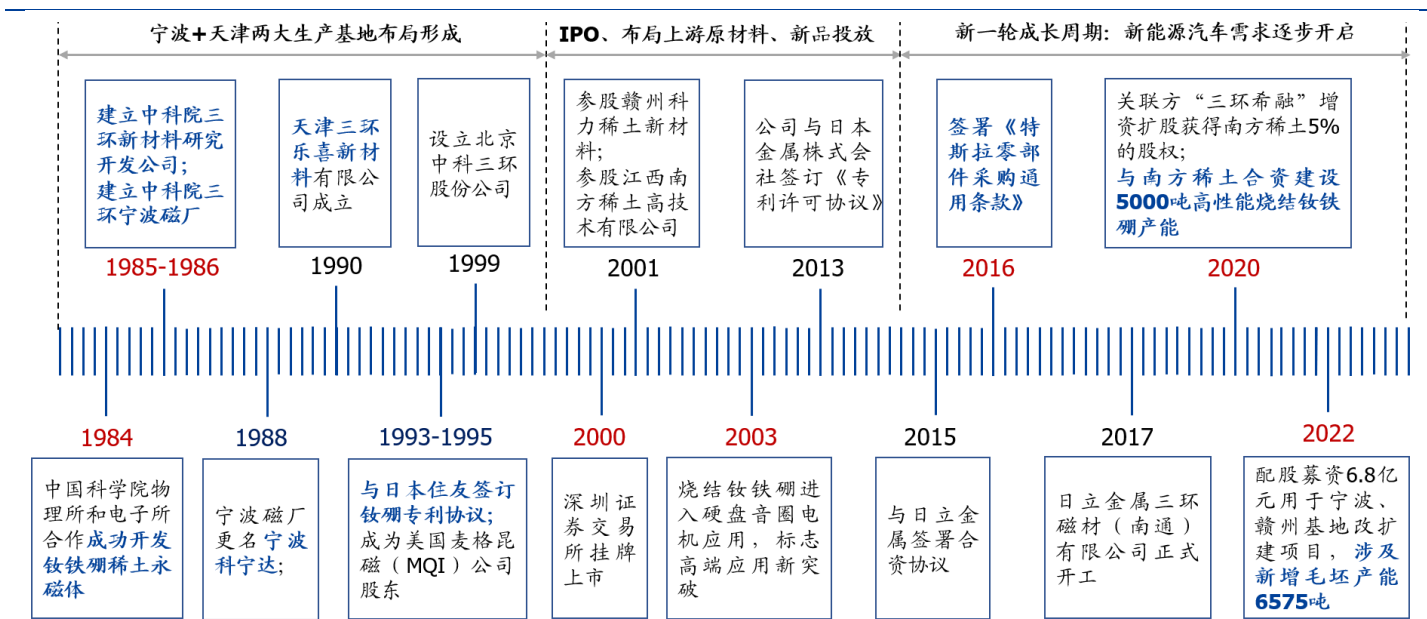 宁波+天津两大生产基地布局形成
IPO、布局上游原材料、新品投放
新一轮成长周期：新能源汽车需求逐步开启
建立中科院三
环新材料研究
开发公司;
建立中科院三
环宁波磁厂
1985-1986
天津三环
乐喜新材
料有限公
司成立
1990
设立北京
中科三环
股份公司
1999
参股赣州科
力稀土新材
料;
参股江西南
方稀土高技
术有限公司
2001
公司与日本
金属株式会
社签订《专
利许可协议》
2013
签署《特
斯拉零部
件采购通
用条款》
2016
关联方“三环希融”增
资扩股获得南方稀土5%
的股权;
与南方稀土合资建设
5000吨高性能烧结钕铁
硼产能
2020
1984
中国科学院物
理所和电子所
合作成功开发
钕铁硼稀土永
磁体
1988
宁波磁厂
更名宁波
科宁达;
1993-1995
与日本住友签订
钕硼专利协议;
成为美国麦格昆
磁（MQI）公司
股东
2000
深圳证
券交易
所挂牌
上市
2003
烧结钕铁硼进
入硬盘音圈电
机应用，标志
高端应用新突
破
2015
与日立金
属签署合
资协议
2017
日立金属三环
磁材（南通）
有限公司正式
开工
2022
配股募资6.8亿
元用于宁波、
赣州基地改扩
建项目，涉及
新增毛坯产能
6575吨